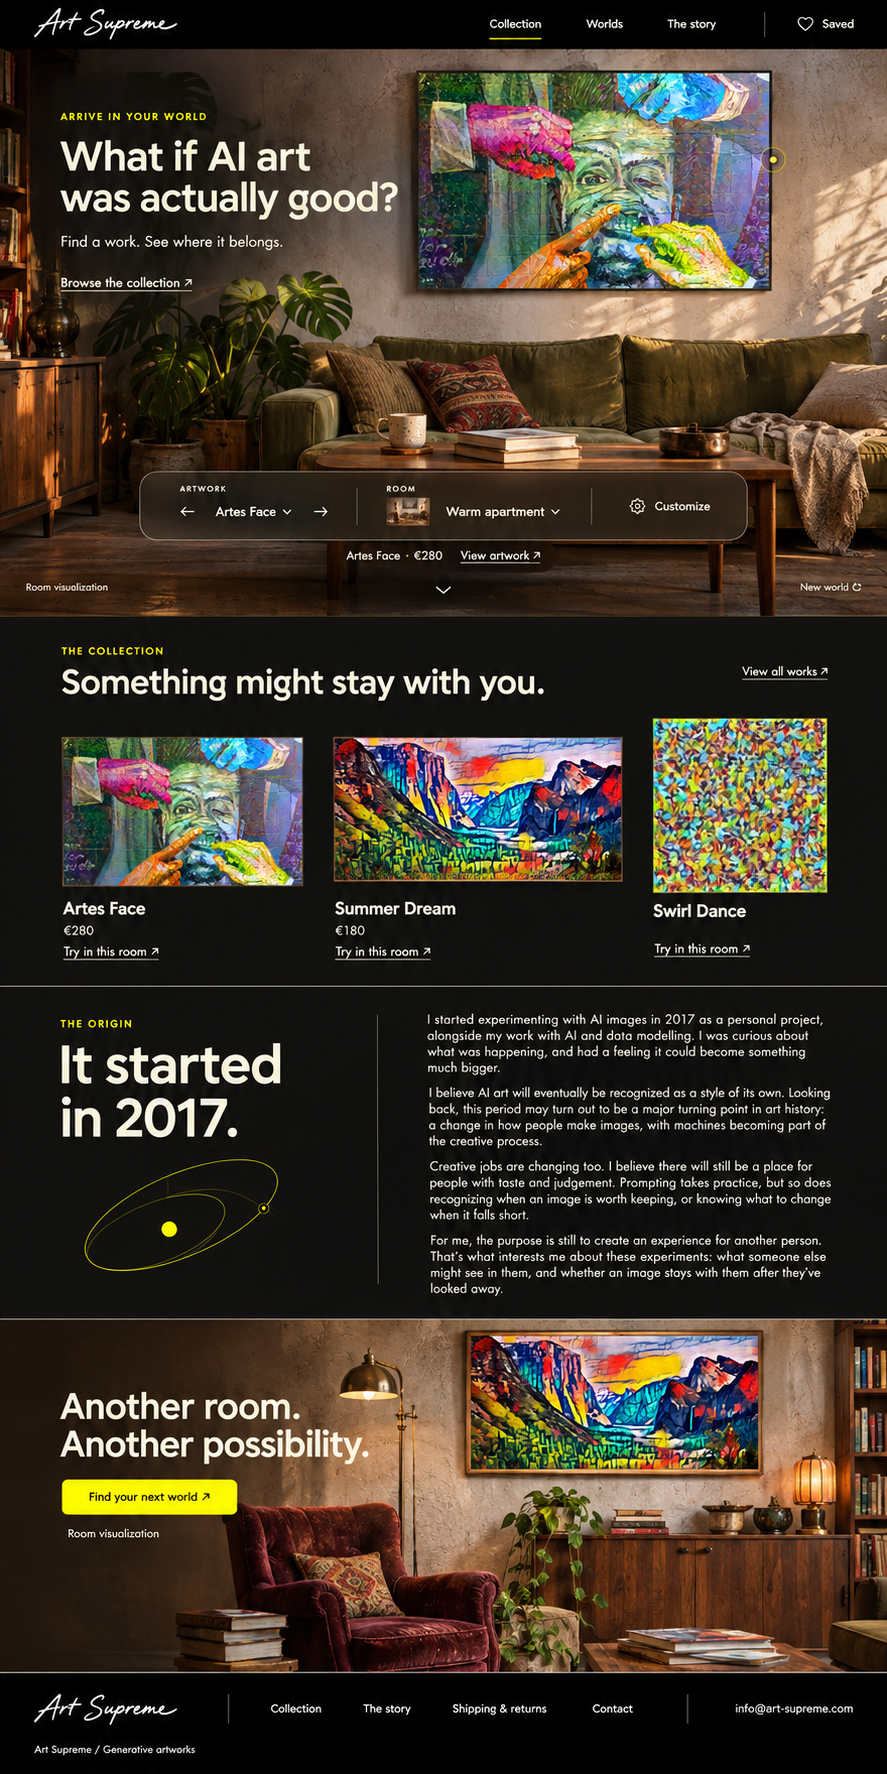 Art Supreme
Collection
Worlds
The story
Saved
ARRIVE IN YOUR WORLD
What if AI art
was actually good?
Find a work. See where it belongs.
Browse the collection ↗
ARTWORK
← Artes Face →
ROOM
Warm apartment
Customize
Artes Face · €280 View artwork ↗
Room visualization
New world
THE COLLECTION
Something might stay with you.
View all works ↗
Artes Face
€280
Try in this room ↗
Summer Dream
€180
Try in this room ↗
Swirl Dance
Try in this room ↗
THE ORIGIN
It started
in 2017.
I started experimenting with AI images in 2017 as a personal project,
alongside my work with AI and data modelling. I was curious about
what was happening, and had a feeling it could become something
much bigger.
I believe AI art will eventually be recognized as a style of its own. Looking
back, this period may turn out to be a major turning point in art history:
a change in how people make images, with machines becoming part of
the creative process.
Creative jobs are changing too. I believe there will still be a place for
people with taste and judgement. Prompting takes practice, but so does
recognizing when an image is worth keeping, or knowing what to change
when it falls short.
For me, the purpose is still to create an experience for another person.
That's what interests me about these experiments: what someone else
might see in them, and whether an image stays with them after they've
looked away.
Another room.
Another possibility.
Find your next world ↗
Room visualization
Art Supreme
Collection
The story
Shipping & returns
Contact
info@art-supreme.com
Art Supreme / Generative artworks